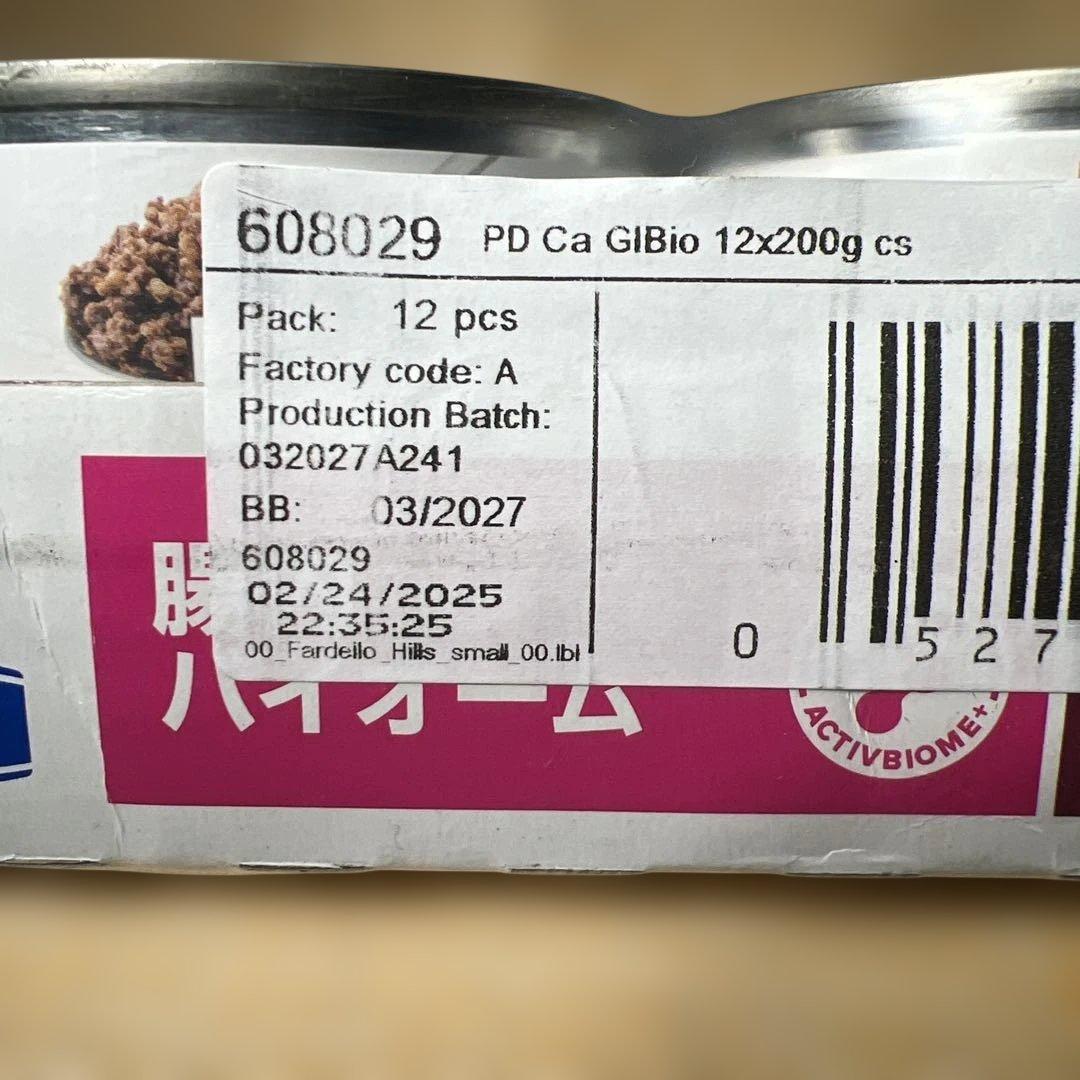 608029 PD Ca GIBio 12x200g cs
Pack: 12 pcs
Factory code: A
Production Batch:
032027A241
BB: 03/2027
608029
02/24/2025
22:35:25
00_Fardello_Hills_small_00.lbl
0 527
腸
バイオーム
ACTIVBIOME+